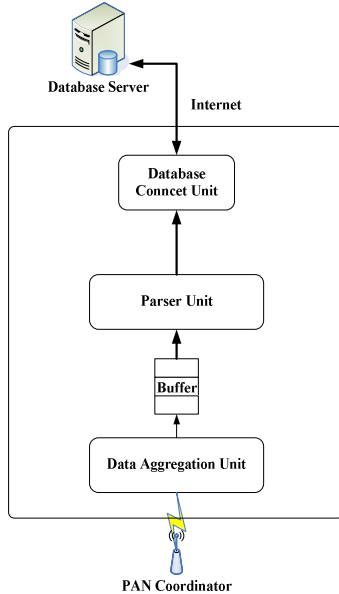 Database Server
Internet
Database
Conncet Unit
Parser Unit
Buffer
Data Aggregation Unit
PAN Coordinator